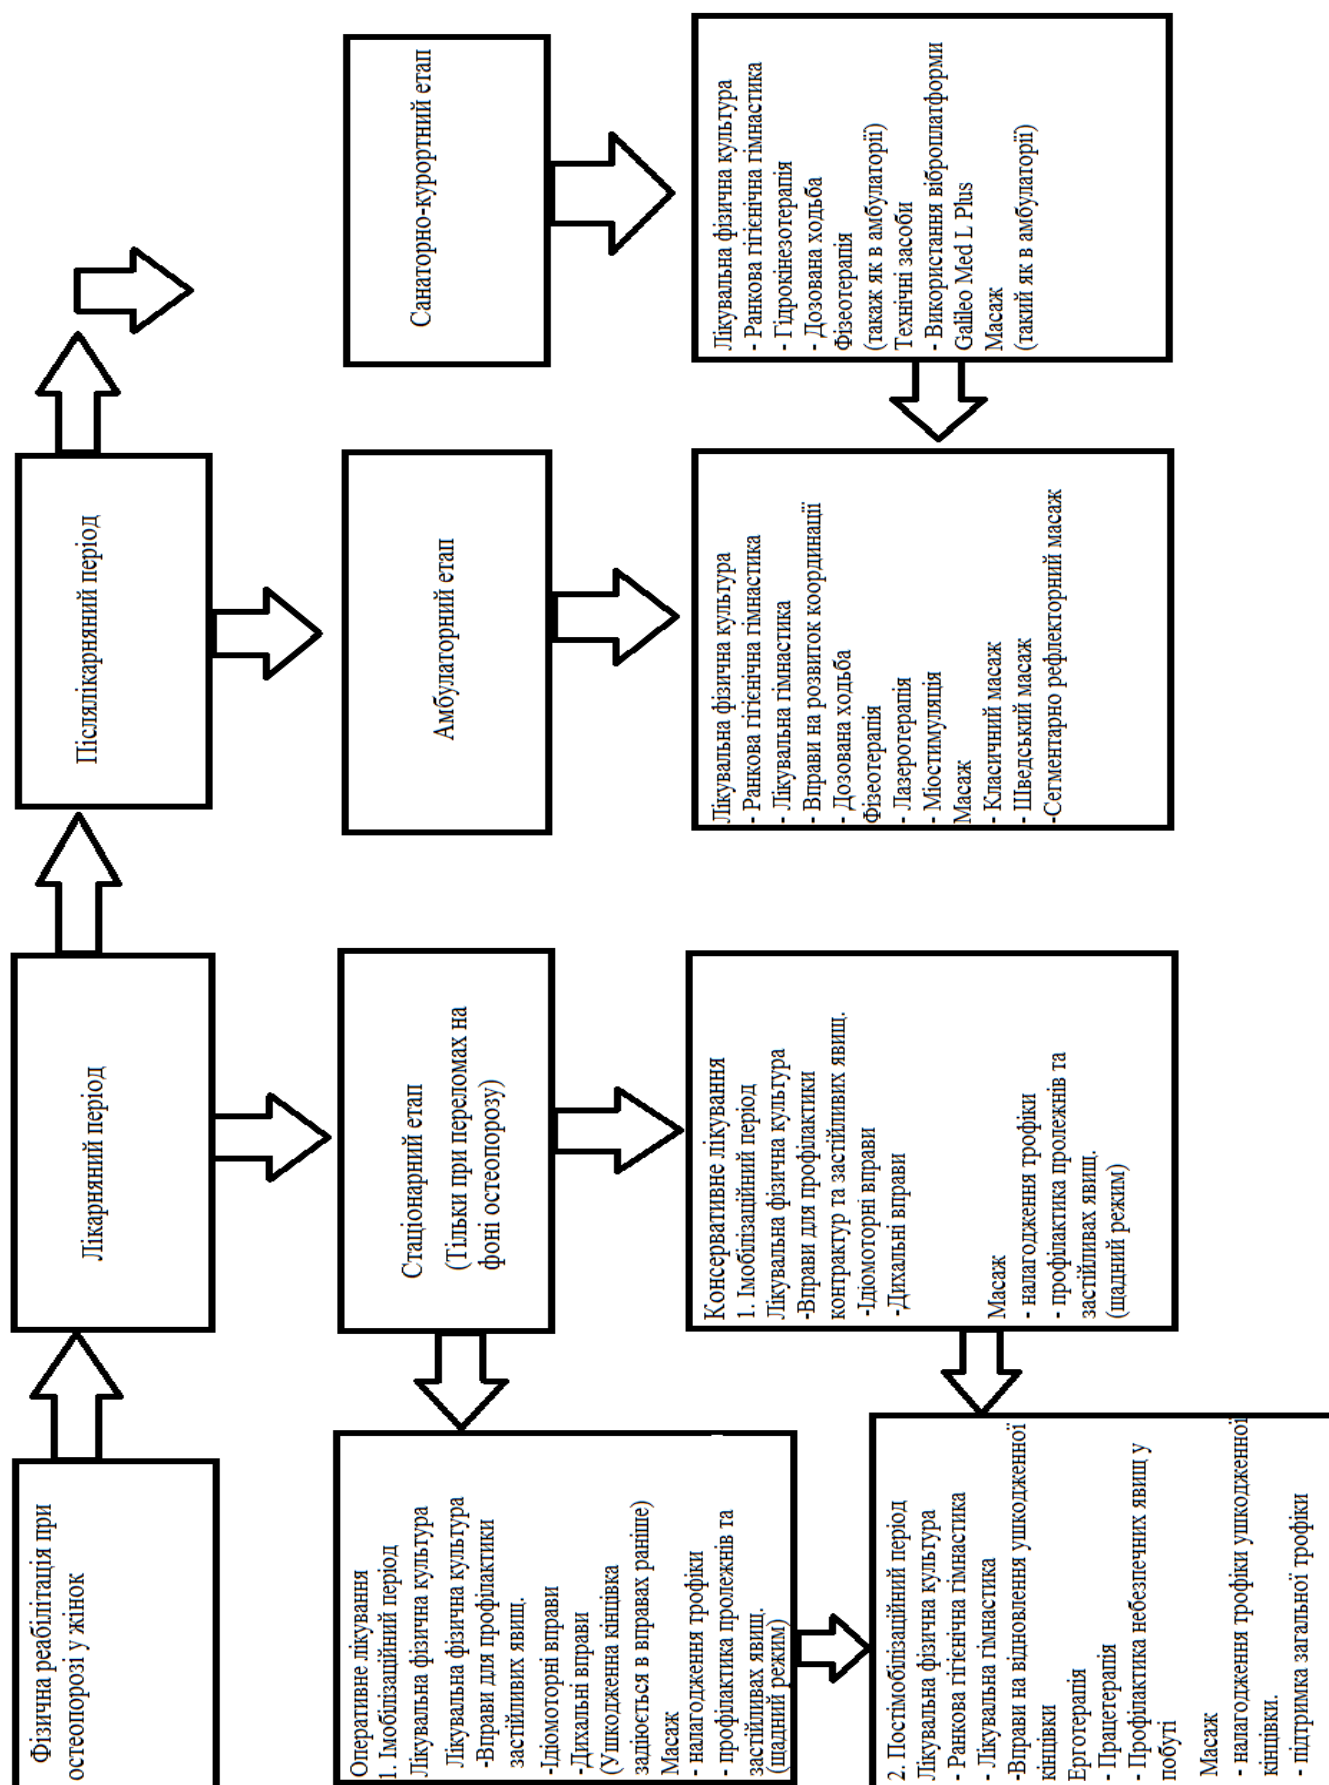 Фізична реабілітація при
остеопорозі у жінок
Лікарняний період
Післялікарняний період
Стаціонарний етап
(Тільки при переломах на
фоні остеопорозу)
Амбулаторний етап
Санаторно-курортний етап
Оперативне лікування
1. Імобілізаційний період
Лікувальна фізична культура
Лікувальна фізична культура
-Вправи для профілактики
застійливих явищ.
-Ідіомоторні вправи
-Дихальні вправи
(Ушкодженна кінцівка
задіюється в вправах раніше)
Масаж
- налагодження трофіки
- профілактика пролежнів та
застійливах явищ.
(щадний режим)
Консервативне лікування
1. Імобілізаційний період
Лікувальна фізична культура
-Вправи для профілактики
контрактур та застійливих явищ.
-Ідіомоторні вправи
-Дихальні вправи
Масаж
- налагодження трофіки
- профілактика пролежнів та
застійливах явищ.
(щадний режим)
Лікувальна фізична культура
- Ранкова гігієнічна гімнастика
- Лікувальна гімнастика
- Вправи на розвиток координації
- Дозована ходьба
Фізеотерапія
- Лазеротерапія
- Міостимуляція
Масаж
- Класичний масаж
- Шведський масаж
-Сегментарно рефлекторний масаж
Лікувальна фізична культура
- Ранкова гігієнічна гімнастика
- Гідрокінезотерапія
- Дозована ходьба
Фізеотерапія
(такаж як в амбулаторії)
Технічні засоби
- Використання віброплатформи
Galileo Med L Plus
Масаж
(такий як в амбулаторії)
2. Постімобілізаційний період
Лікувальна фізична культура
- Ранкова гігієнічна гімнастика
- Лікувальна гімнастика
-Вправи на відновлення ушкодженної
кінцівки
Ерготерапія
- Працетерапія
- Профілактика небезпечних явищ у
побуті
Масаж
- налагодження трофіки ушкодженної
кінцівки.
- підтримка загальної трофіки